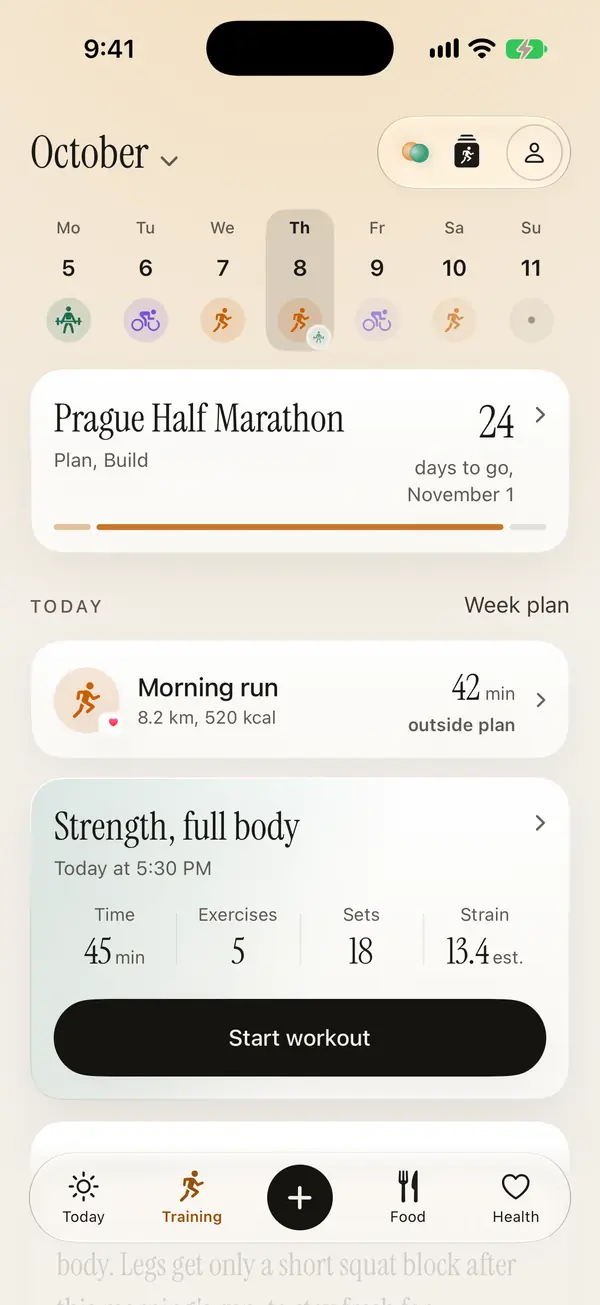 9:41
October
Mo Tu We Th Fr Sa Su
5 6 7 8 9 10 11
Prague Half Marathon
24
Plan, Build
days to go,
November 1
TODAY
Week plan
Morning run
42 min
8.2 km, 520 kcal
outside plan
Strength, full body
Today at 5:30 PM
Time Exercises Sets Strain
45 min 5 18 13.4 est.
Start workout
Today Training Food Health
body. Legs get only a short squat block after